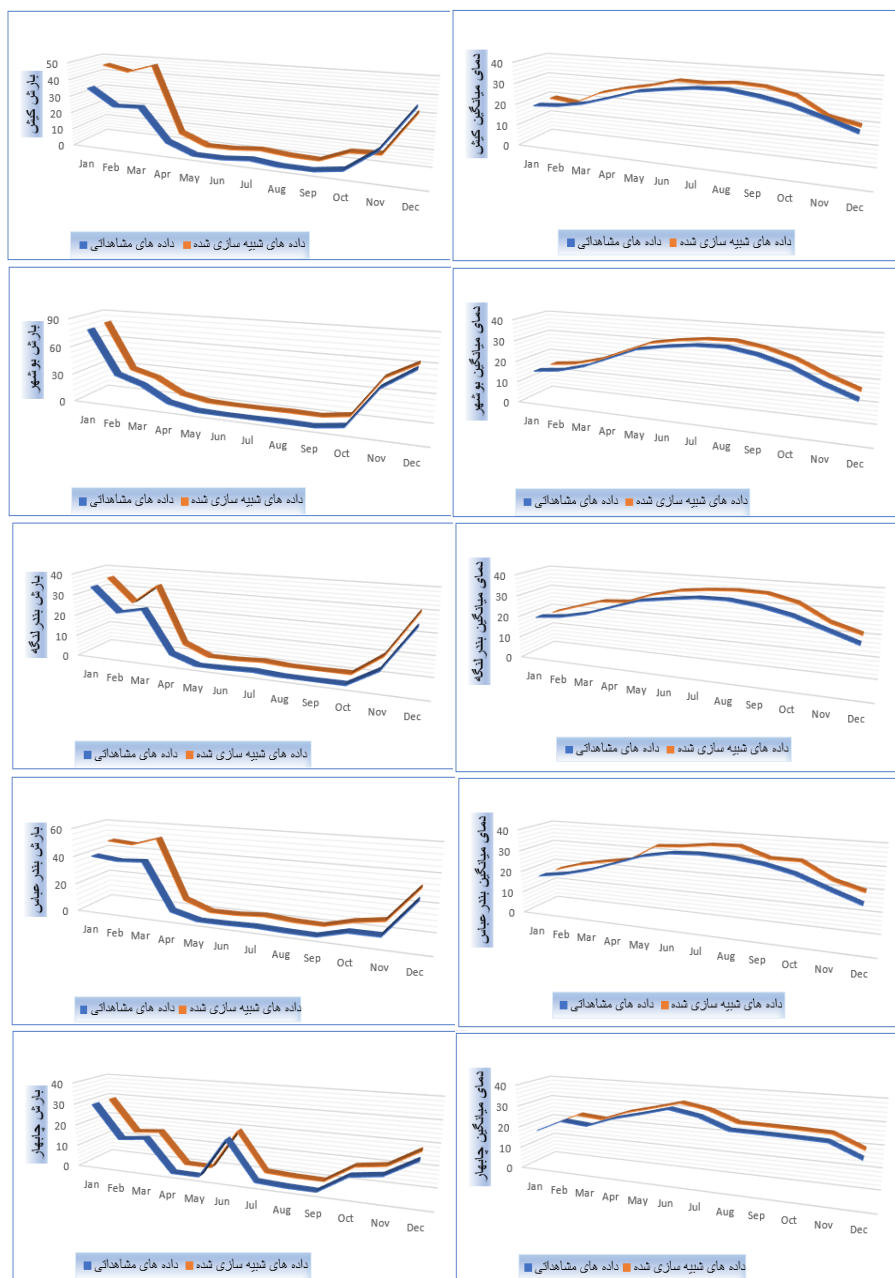 بارش کیش
50
40
30
20
10
0
Jan Feb Mar Apr May Jun Jul Aug Sep Oct Nov Dec
داده های مشاهداتی داده های شبیه سازی شده
دمای میانگین کیش
40
30
20
10
0
Jan Feb Mar Apr May Jun Jul Aug Sep Oct Nov Dec
داده های مشاهداتی داده های شبیه سازی شده
بارش بوشهر
90
60
30
0
Jan Feb Mar Apr May Jun Jul Aug Sep Oct Nov Dec
داده های مشاهداتی داده های شبیه سازی شده
دمای میانگین بوشهر
40
30
20
10
0
Jan Feb Mar Apr May Jun Jul Aug Sep Oct Nov Dec
داده های مشاهداتی داده های شبیه سازی شده
بارش بندر لنگه
40
30
20
10
0
Jan Feb Mar Apr May Jun Jul Aug Sep Oct Nov Dec
داده های مشاهداتی داده های شبیه سازی شده
دمای میانگین بندر لنگه
40
30
20
10
0
Jan Feb Mar Apr May Jun Jul Aug Sep Oct Nov Dec
داده های مشاهداتی داده های شبیه سازی شده
بارش بندر عباس
60
40
20
0
Jan Feb Mar Apr May Jun Jul Aug Sep Oct Nov Dec
داده های مشاهداتی داده های شبیه سازی شده
دمای میانگین بندر عباس
40
30
20
10
0
Jan Feb Mar Apr May Jun Jul Aug Sep Oct Nov Dec
داده های مشاهداتی داده های شبیه سازی شده
بارش چابهار
40
30
20
10
0
Jan Feb Mar Apr May Jun Jul Aug Sep Oct Nov Dec
داده های مشاهداتی داده های شبیه سازی شده
دمای میانگین چابهار
40
30
20
10
0
Jan Feb Mar Apr May Jun Jul Aug Sep Oct Nov Dec
داده های مشاهداتی داده های شبیه سازی شده